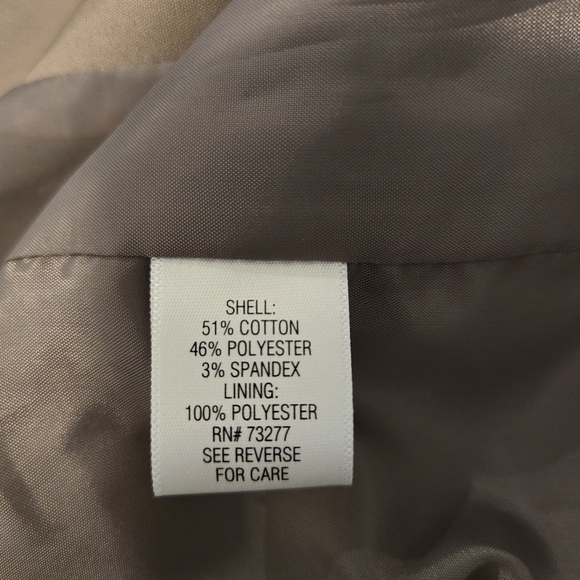 SHELL:
51% COTTON
46% POLYESTER
3% SPANDEX
LINING:
100% POLYESTER
RN# 73277
SEE REVERSE
FOR CARE